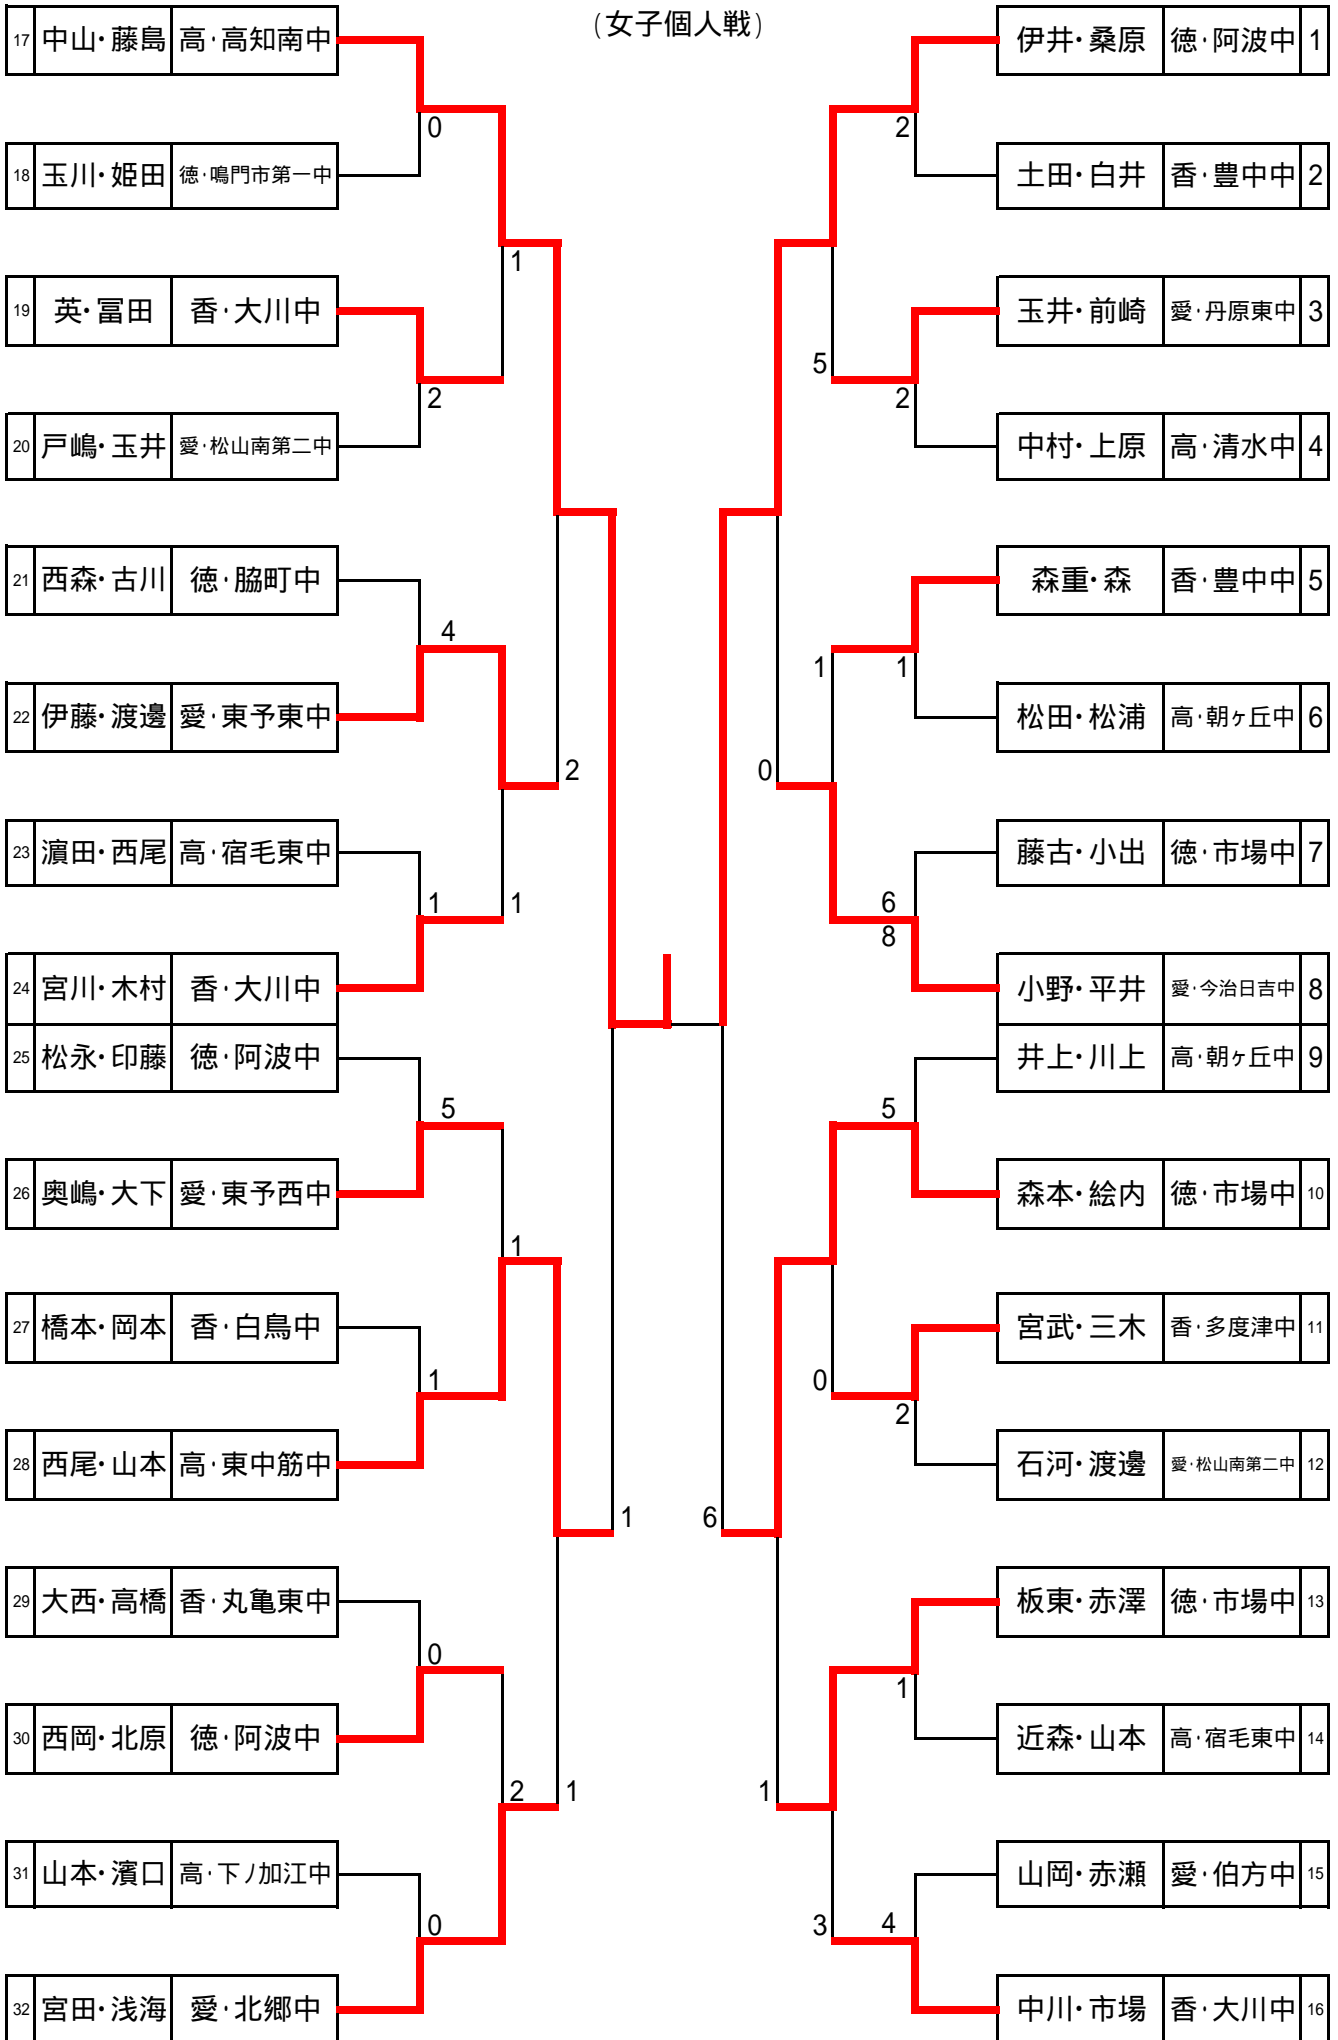 (女子個人戦)
17 中山・藤島 高・高知南中
0
18 玉川・姫田 徳・鳴門市第一中
1
19 英・冨田 香・大川中
2
20 戸嶋・玉井 愛・松山南第二中
21 西森・古川 徳・脇町中
4
22 伊藤・渡邊 愛・東予東中
2
23 濵田・西尾 高・宿毛東中
1 1
24 宮川・木村 香・大川中
25 松永・印藤 徳・阿波中
5
26 奥嶋・大下 愛・東予西中
1
27 橋本・岡本 香・白鳥中
1
28 西尾・山本 高・東中筋中
1
29 大西・高橋 香・丸亀東中
0
30 西岡・北原 徳・阿波中
2 1
31 山本・濱口 高・下ノ加江中
0
32 宮田・浅海 愛・北郷中
伊井・桑原 徳・阿波中 1
2
土田・白井 香・豊中中 2
玉井・前崎 愛・丹原東中 3
5
2
中村・上原 高・清水中 4
森重・森 香・豊中中 5
1 1
松田・松浦 高・朝ヶ丘中 6
0
藤古・小出 徳・市場中 7
6
8
小野・平井 愛・今治日吉中 8
井上・川上 高・朝ヶ丘中 9
5
森本・絵内 徳・市場中 10
宮武・三木 香・多度津中 11
0
2
石河・渡邊 愛・松山南第二中 12
6
板東・赤澤 徳・市場中 13
1
近森・山本 高・宿毛東中 14
1
山岡・赤瀬 愛・伯方中 15
3 4
中川・市場 香・大川中 16